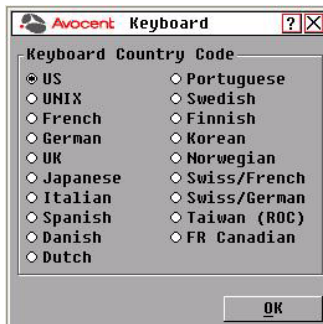 Avocent Keyboard ? X
Keyboard Country Code
US
UNIX
French
German
UK
Japanese
Italian
Spanish
Danish
Dutch
Portuguese
Swedish
Finnish
Korean
Norwegian
Swiss/French
Swiss/German
Taiwan (ROC)
FR Canadian
OK